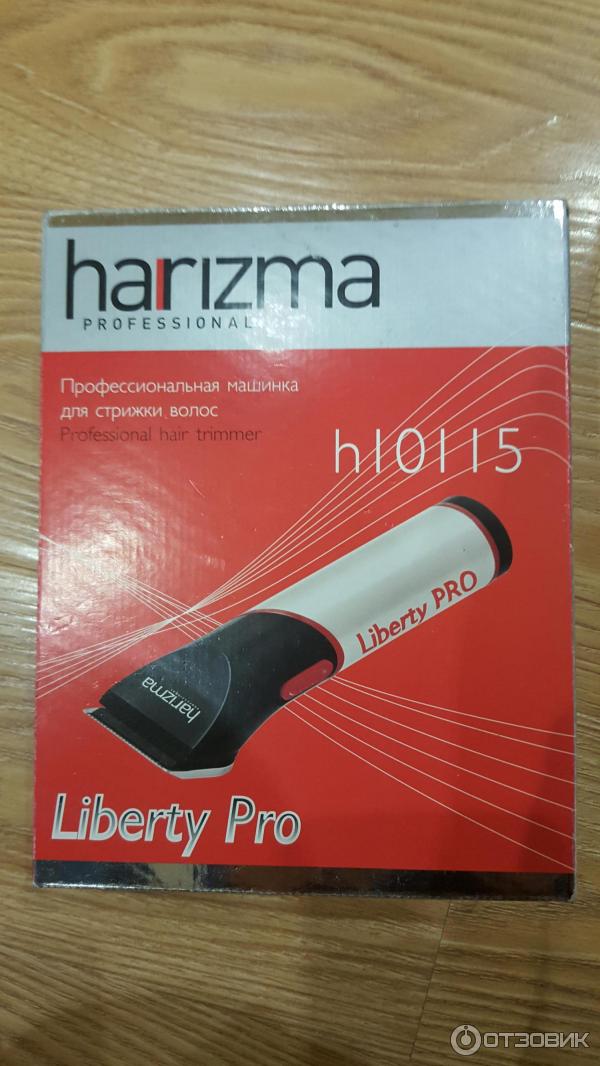 harizma
PROFESSIONAL
Профессиональная машинка
для стрижки волос
Professional hair trimmer
h10115
Liberty PRO
harizma
Liberty Pro
ОТЗОВИК